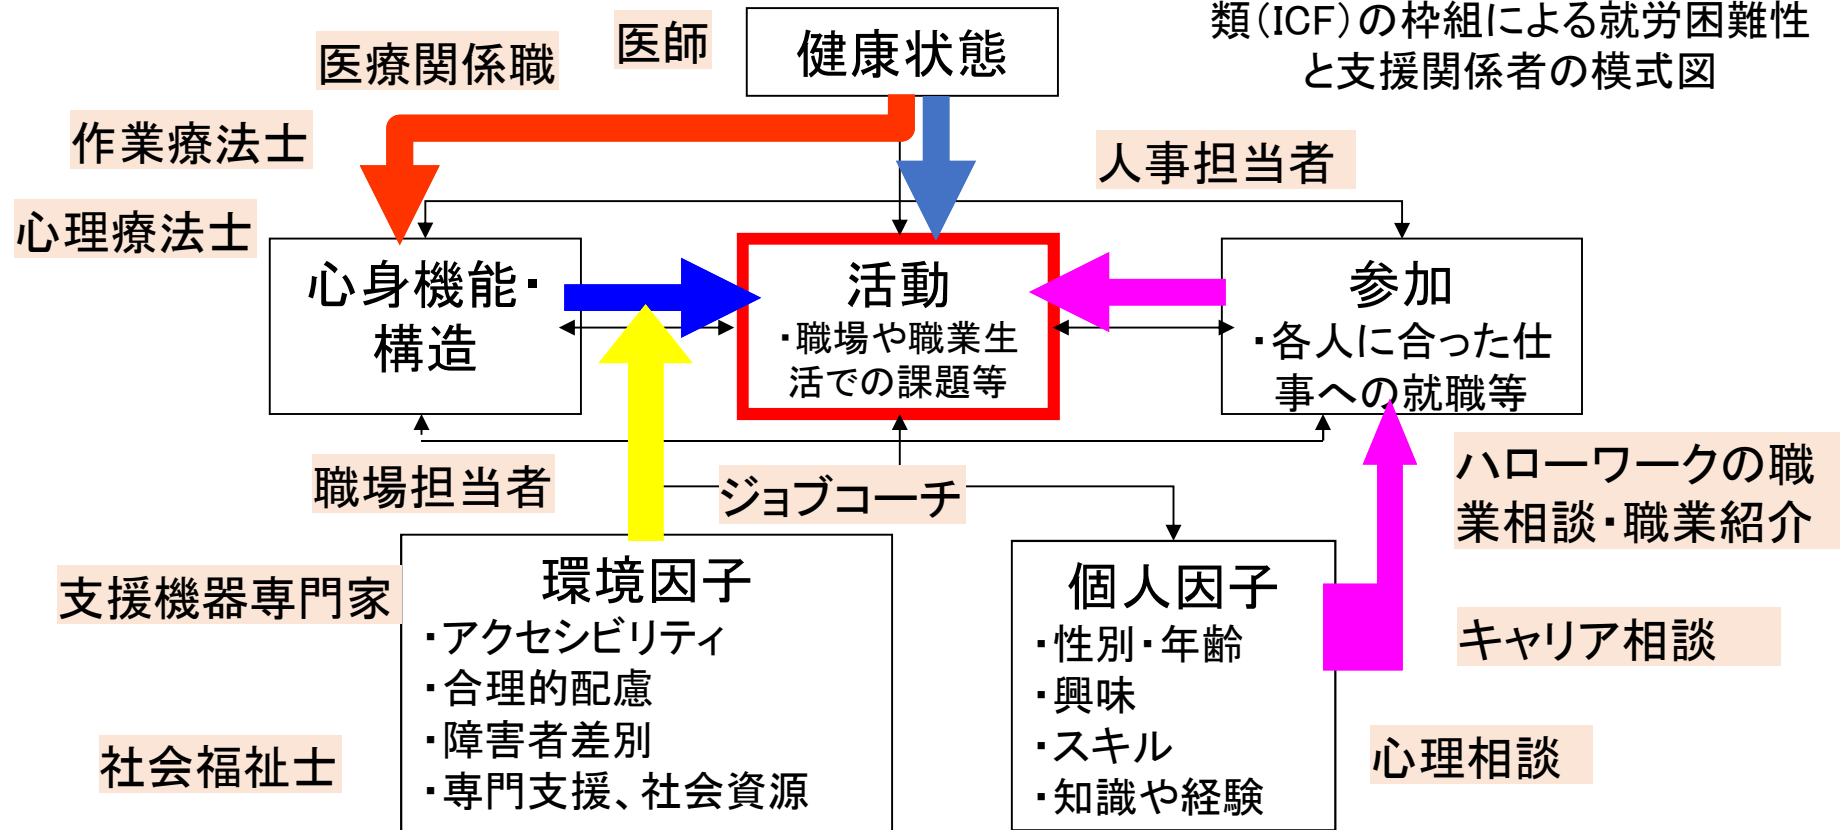 類（ICF）の枠組による就労困難性
と支援関係者の模式図
医師
健康状態
医療関係職
作業療法士
人事担当者
心理療法士
心身機能・
構造
活動
・職場や職業生
活での課題等
参加
・各人に合った仕
事への就職等
職場担当者
ジョブコーチ
ハローワークの職
業相談・職業紹介
支援機器専門家
環境因子
・アクセシビリティ
・合理的配慮
・障害者差別
・専門支援、社会資源
個人因子
・性別・年齢
・興味
・スキル
・知識や経験
キャリア相談
社会福祉士
心理相談